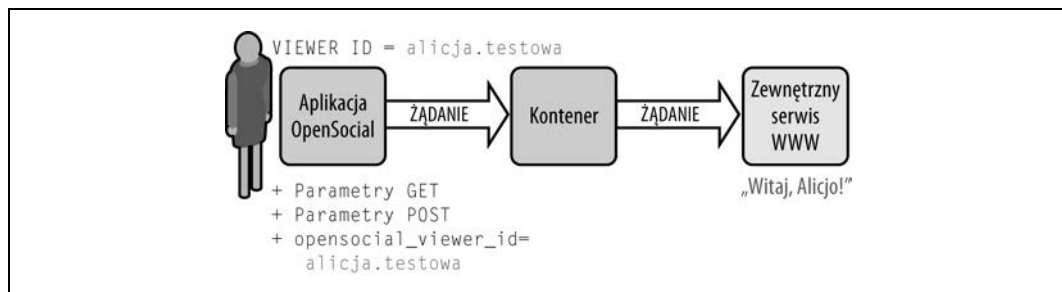 VIEWER ID = alicja.testowa
Aplikacja
OpenSocial
ŻĄDANIE
Kontener
ŻĄDANIE
Zewnętrzny
serwis
WWW
„Witaj, Alicjo!”
+ Parametry GET
+ Parametry POST
+ opensocial_viewer_id=
alicja.testowa